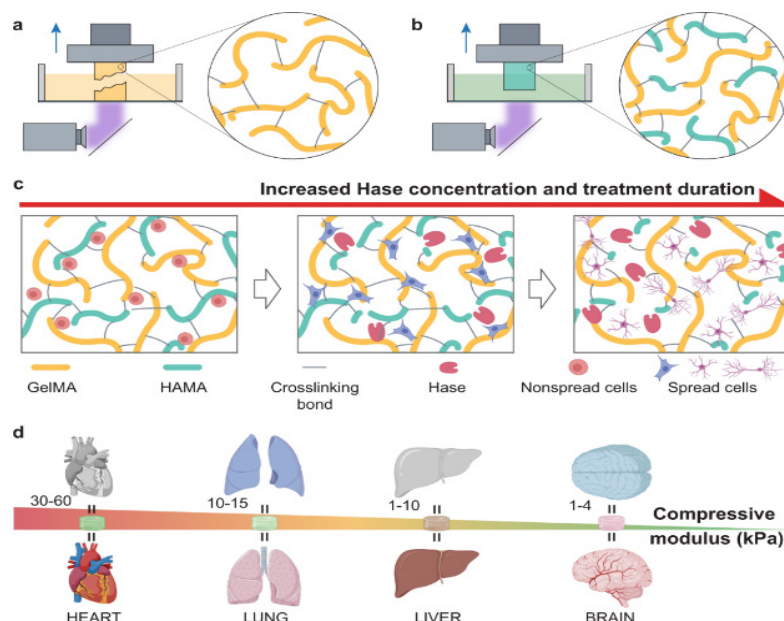 a
b
c
Increased Hase concentration and treatment duration
GelMA
HAMA
Crosslinking
bond
Hase
Nonspread cells
Spread cells
d
30-60
10-15
1-10
1-4
Compressive
modulus (kPa)
HEART
LUNG
LIVER
BRAIN